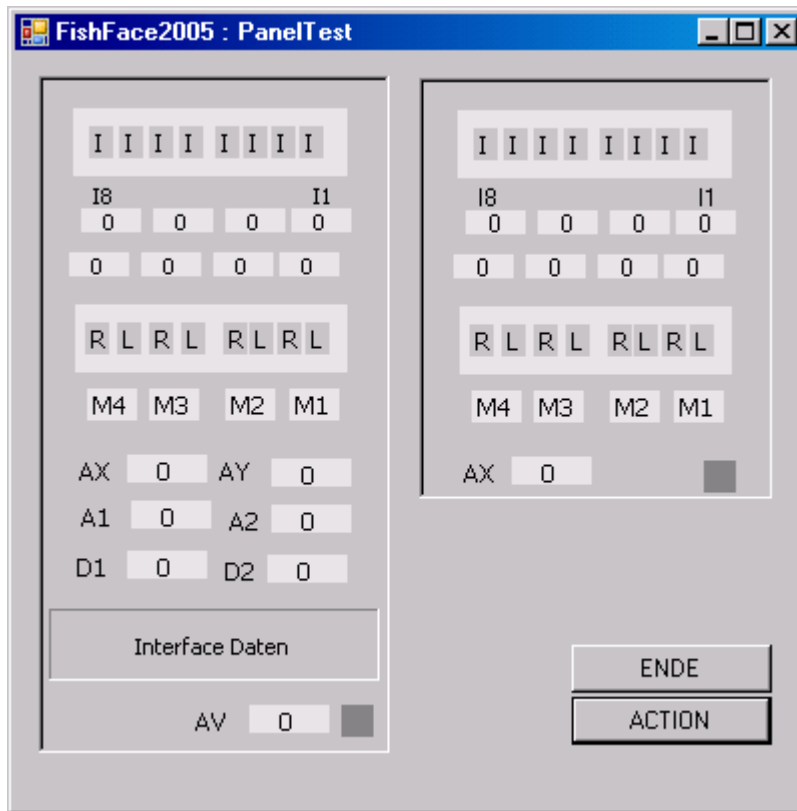 FishFace2005 : PanelTest
I I I I I I I I
I8 I1
0 0 0 0
0 0 0 0
R L R L R L R L
M4 M3 M2 M1
AX 0 AY 0
A1 0 A2 0
D1 0 D2 0
Interface Daten
AV 0
I I I I I I I I
I8 I1
0 0 0 0
0 0 0 0
R L R L R L R L
M4 M3 M2 M1
AX 0
ENDE
ACTION